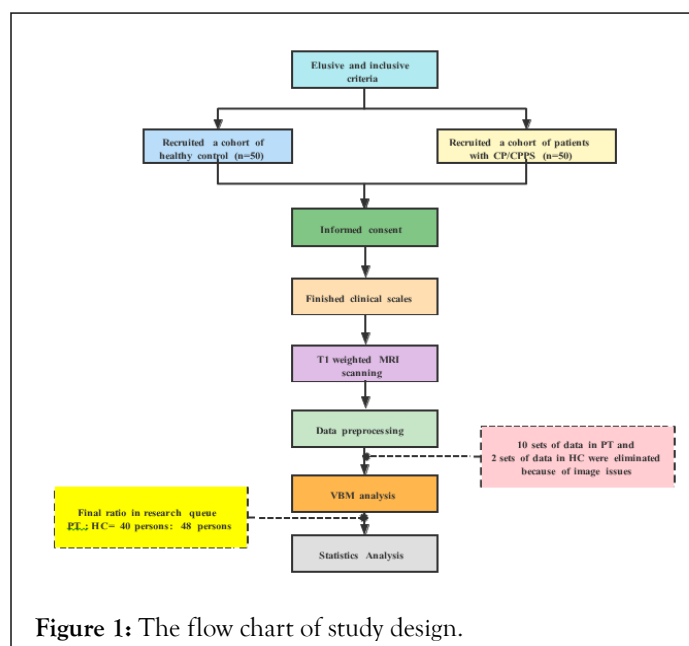 Elusive and inclusive
criteria
Recruited a cohort of
healthy control (n=50)
Recruited a cohort of patients
with CP/CPPS (n=50)
Informed consent
Finished clinical scales
T1 weighted MRI
scanning
Data preprocessing
10 sets of data in PT and
2 sets of data in HC were eliminated
because of image issues
VBM analysis
Final ratio in research queue
PT : HC= 40 persons: 48 persons
Statistics Analysis
Figure 1: The flow chart of study design.